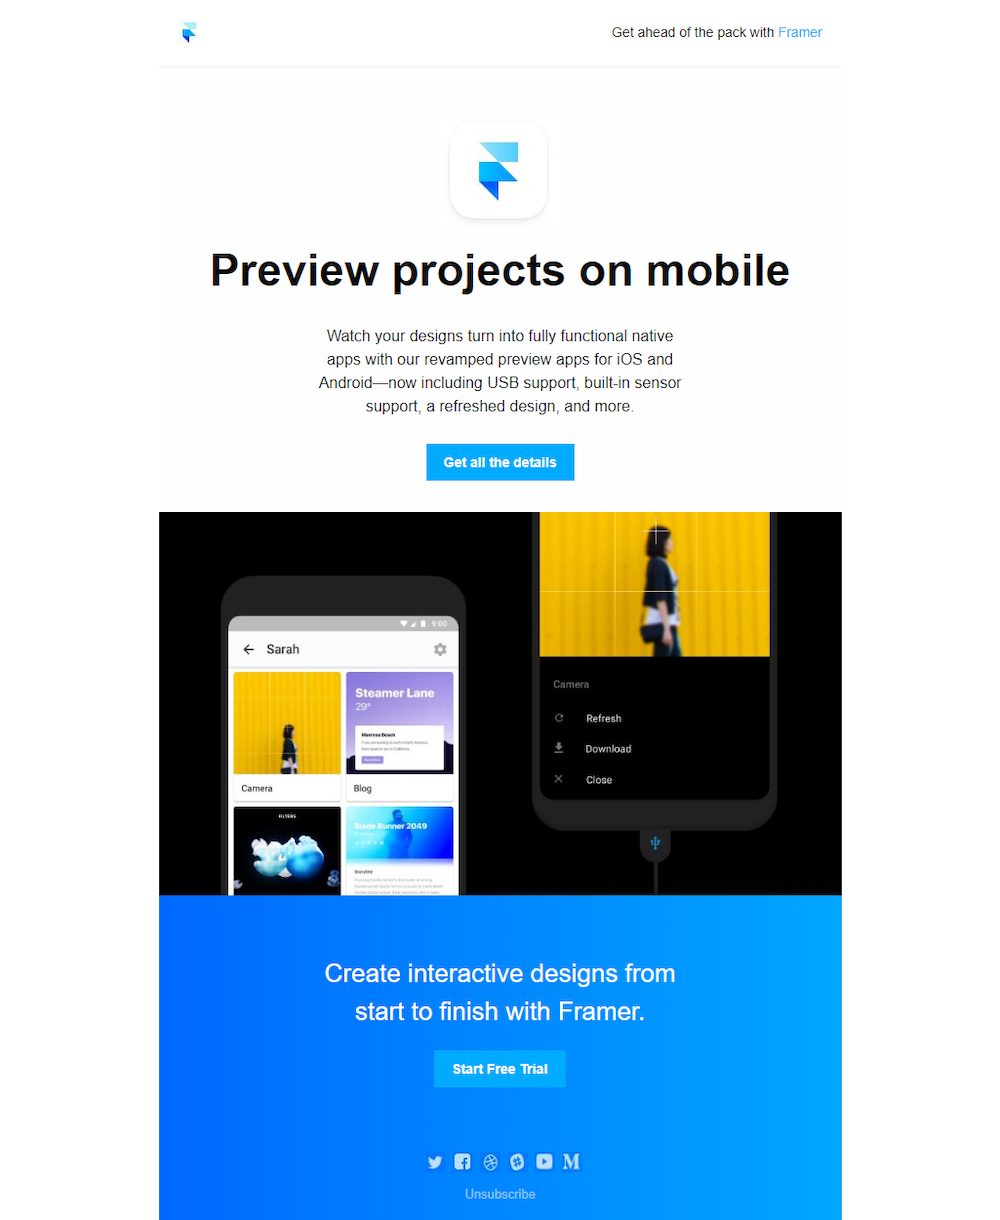 Get ahead of the pack with Framer
Preview projects on mobile
Watch your designs turn into fully functional native
apps with our revamped preview apps for iOS and
Android—now including USB support, built-in sensor
support, a refreshed design, and more.
Get all the details
9:00
Sarah
Steamer Lane
29°
Manresa Beach
Read More
Camera
Blog
FILTERS
Blade Runner 2049
Storyline
Camera
Refresh
Download
Close
Create interactive designs from
start to finish with Framer.
Start Free Trial
Unsubscribe